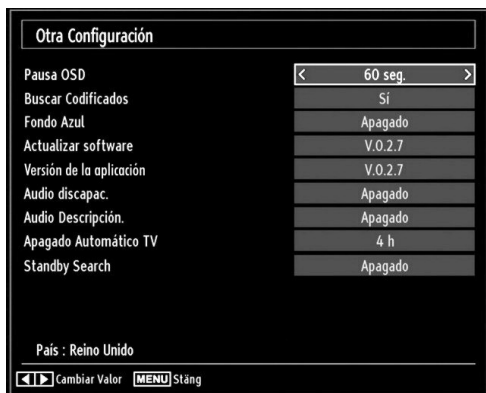 Otra Configuración
Pausa OSD < 60 seg. >
Buscar Codificados Sí
Fondo Azul Apagado
Actualizar software V.0.2.7
Versión de la aplicación V.0.2.7
Audio discapac. Apagado
Audio Descripción. Apagado
Apagado Automático TV 4 h
Standby Search Apagado
País : Reino Unido
Cambiar Valor MENU Stäng